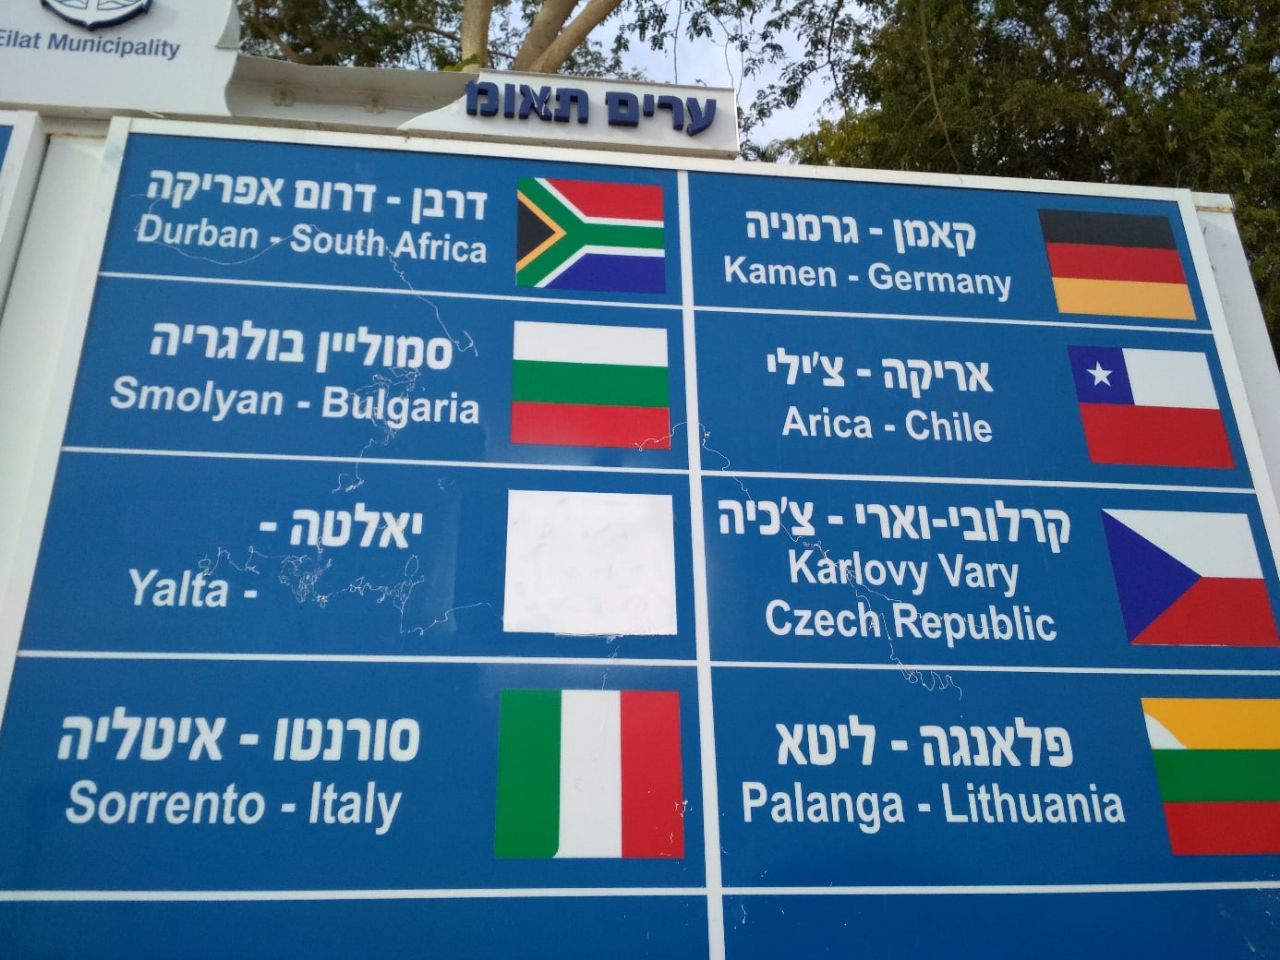 Eilat Municipality
ערים תאומ
דרבן - דרום אפריקה
Durban - South Africa
קאמן - גרמניה
Kamen - Germany
סמוליין בולגריה
Smolyan - Bulgaria
אריקה - צ'ילי
Arica - Chile
יאלטה -
Yalta -
קרלובי-וארי - צ'כיה
Karlovy Vary
Czech Republic
סורנטו - איטליה
Sorrento - Italy
פלאנגה - ליטא
Palanga - Lithuania